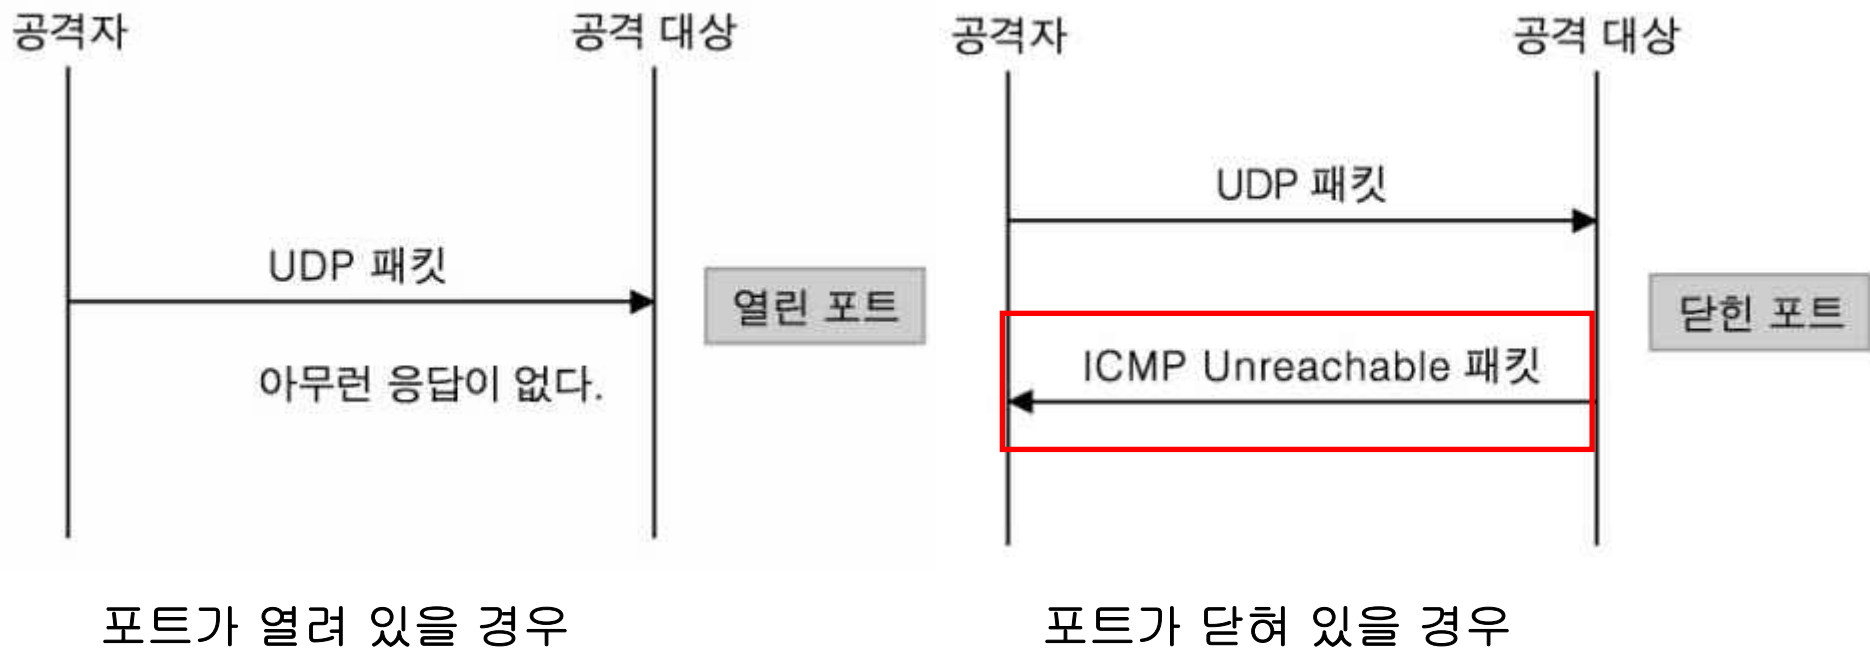 공격자
공격 대상
UDP 패킷
열린 포트
아무런 응답이 없다.
포트가 열려 있을 경우
공격자
공격 대상
UDP 패킷
닫힌 포트
ICMP Unreachable 패킷
포트가 닫혀 있을 경우